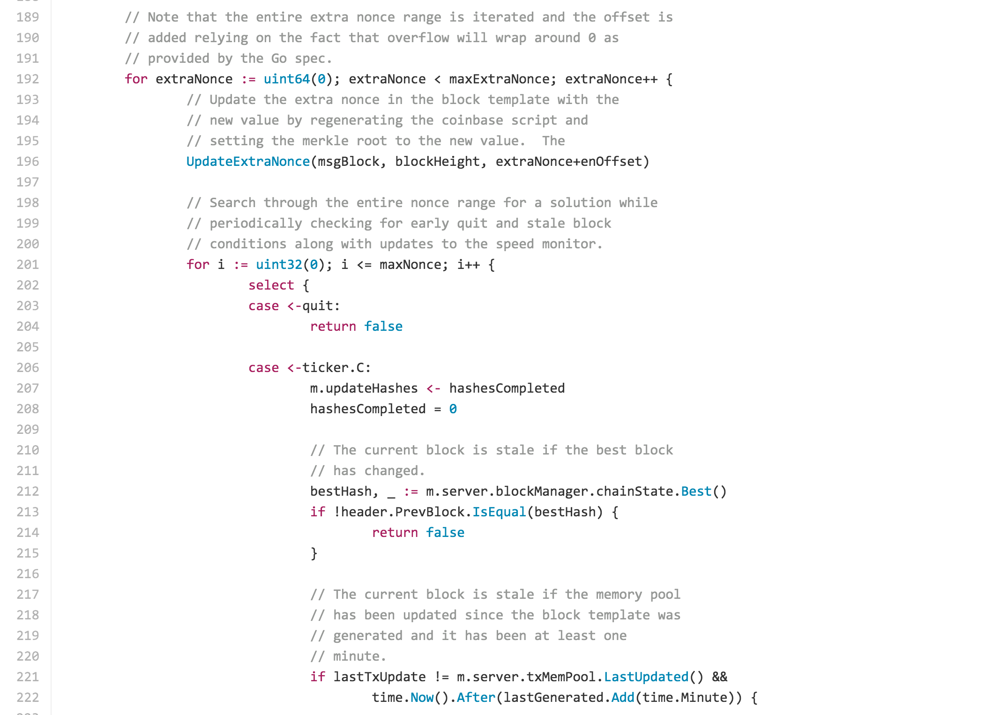 189 // Note that the entire extra nonce range is iterated and the offset is
190 // added relying on the fact that overflow will wrap around 0 as
191 // provided by the Go spec.
192 for extraNonce := uint64(0); extraNonce < maxExtraNonce; extraNonce++ {
193 // Update the extra nonce in the block template with the
194 // new value by regenerating the coinbase script and
195 // setting the merkle root to the new value.  The
196 UpdateExtraNonce(msgBlock, blockHeight, extraNonce+enOffset)
197
198 // Search through the entire nonce range for a solution while
199 // periodically checking for early quit and stale block
200 // conditions along with updates to the speed monitor.
201 for i := uint32(0); i <= maxNonce; i++ {
202 select {
203 case <-quit:
204 return false
205
206 case <-ticker.C:
207 m.updateHashes <- hashesCompleted
208 hashesCompleted = 0
209
210 // The current block is stale if the best block
211 // has changed.
212 bestHash, _ := m.server.blockManager.chainState.Best()
213 if !header.PrevBlock.IsEqual(bestHash) {
214 return false
215 }
216
217 // The current block is stale if the memory pool
218 // has been updated since the block template was
219 // generated and it has been at least one
220 // minute.
221 if lastTxUpdate != m.server.txMemPool.LastUpdated() &&
222 time.Now().After(lastGenerated.Add(time.Minute)) {